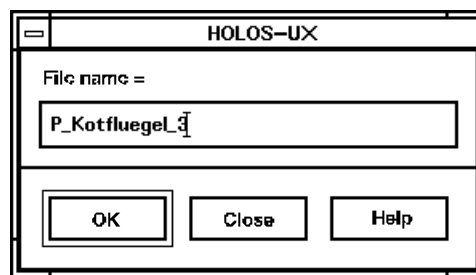 HOLOS-UX
File name =
P_Kotfluegel_3
OK
Close
Help